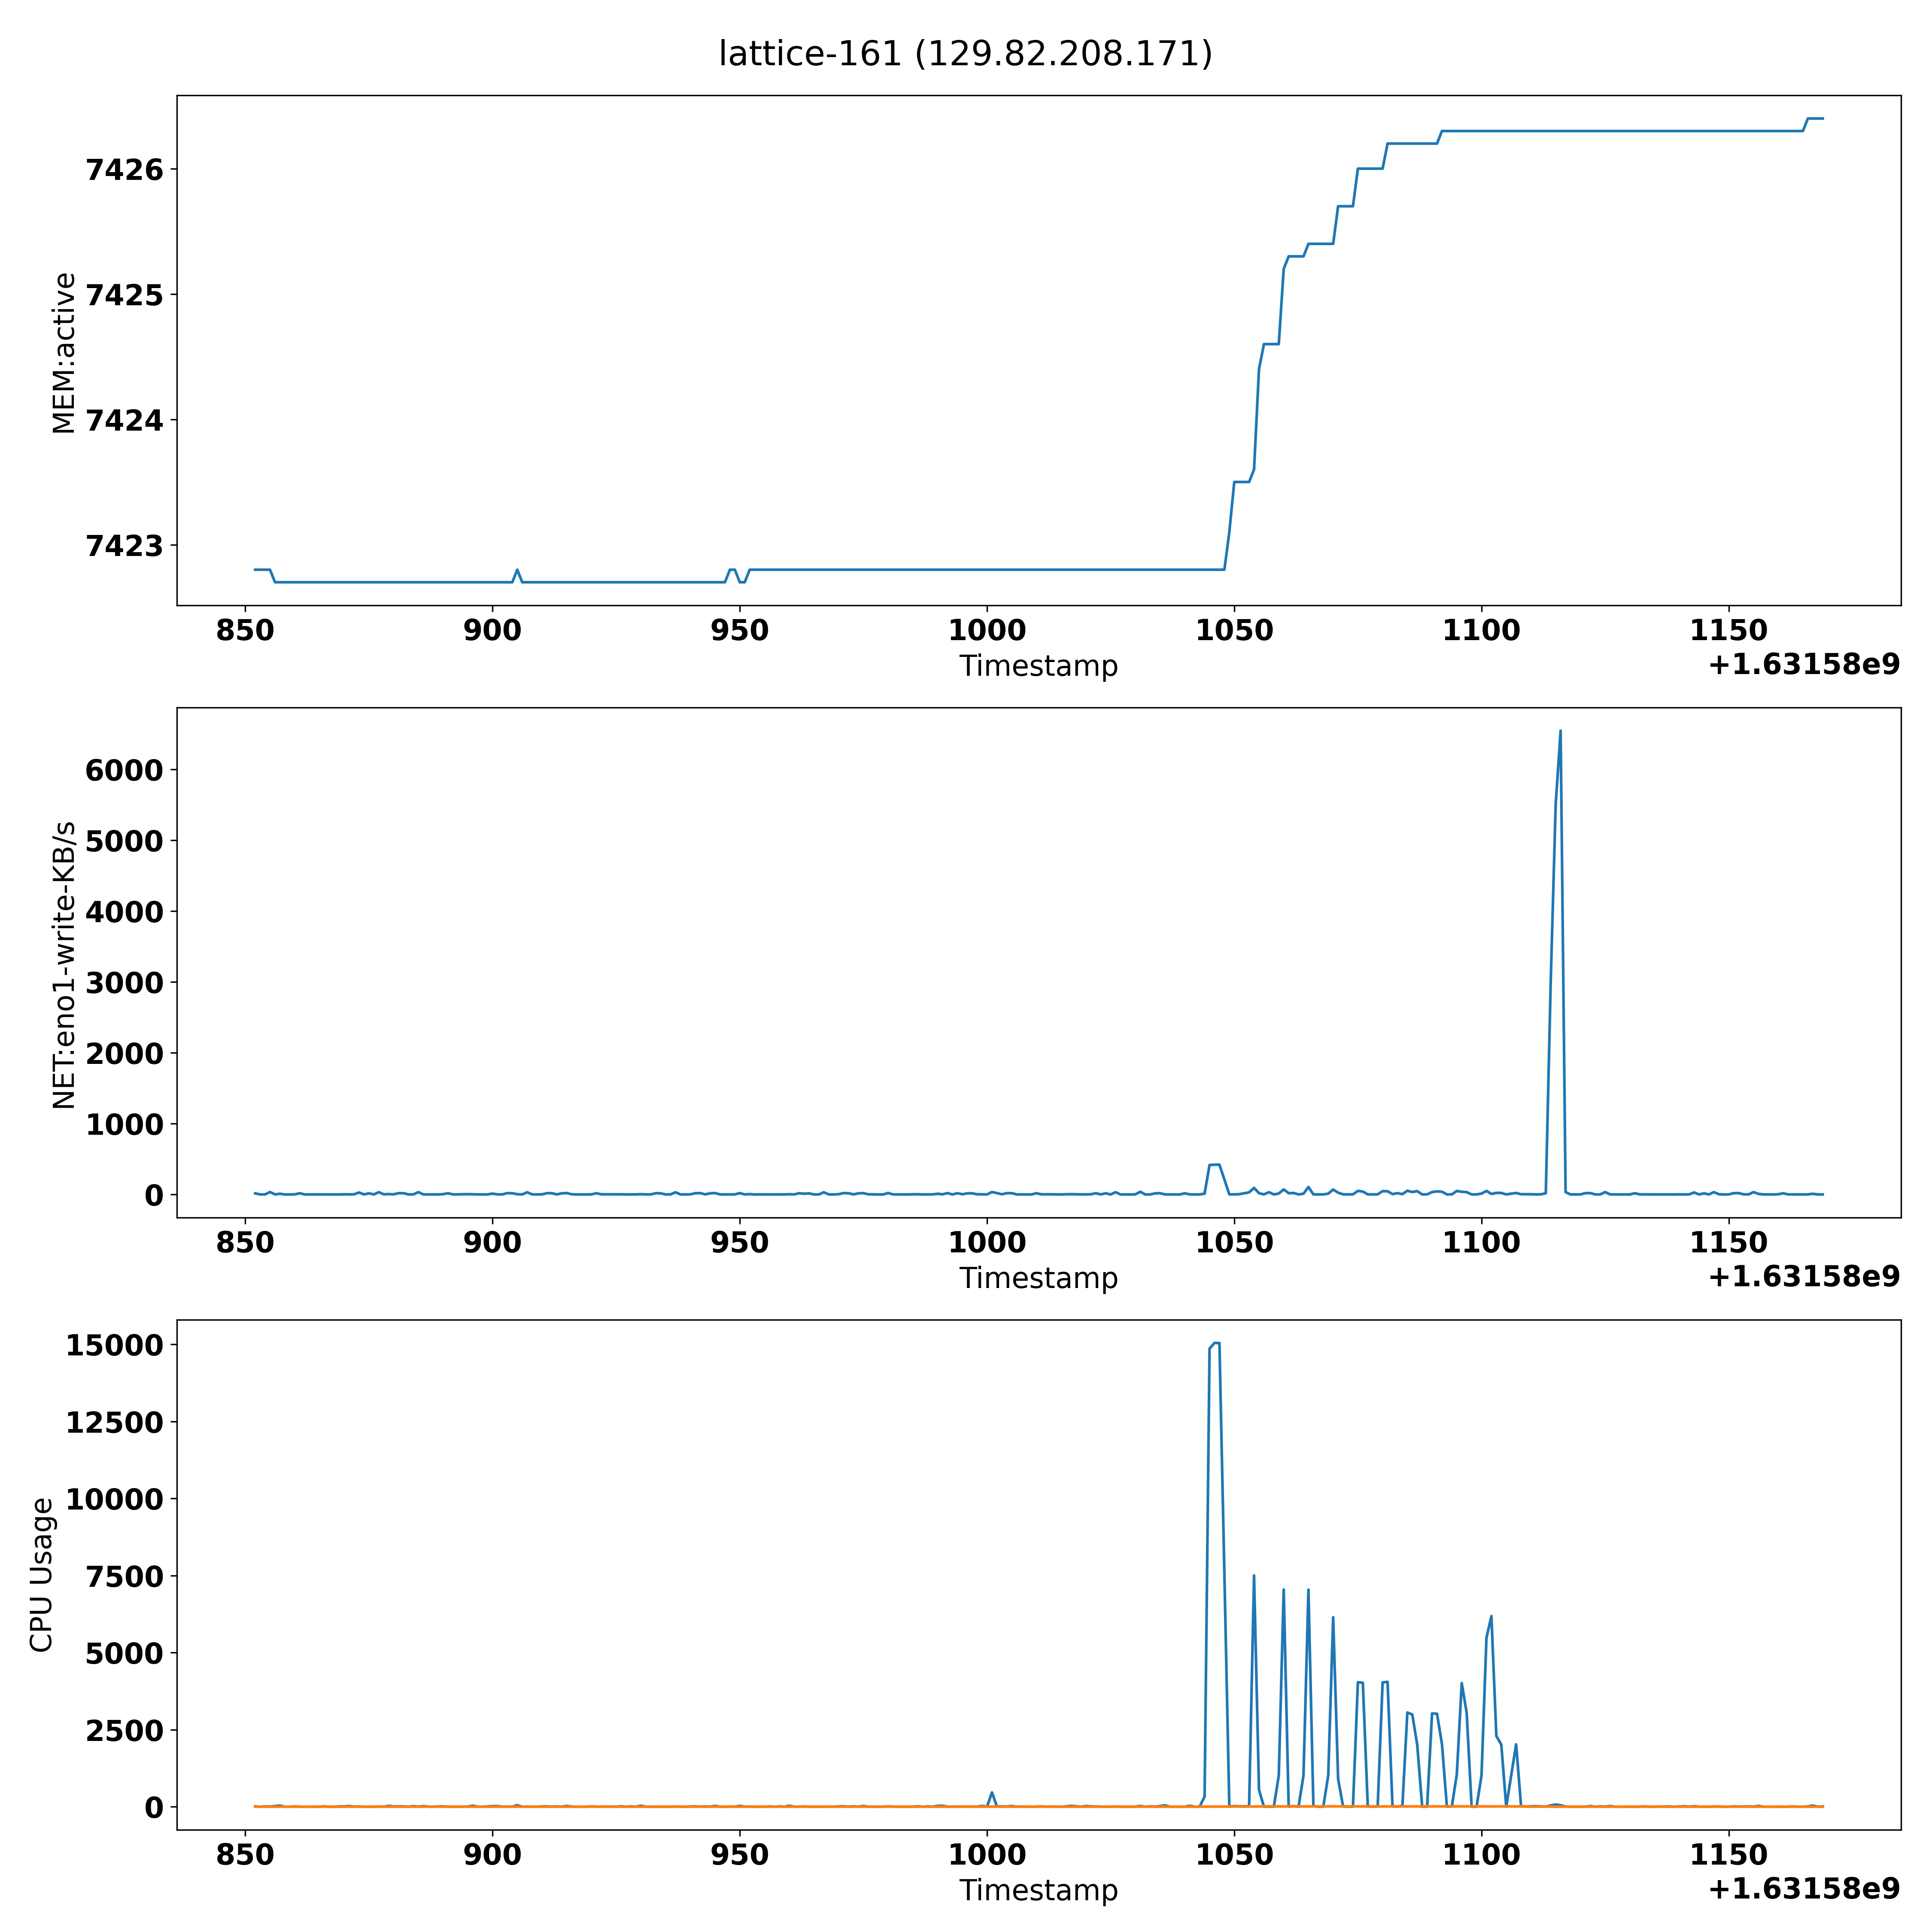 lattice-161 (129.82.208.171)
MEM:active
7426
7425
7424
7423
850 900 950 1000 1050 1100 1150
Timestamp
+1.63158e9
NET:eno1-write-KB/s
6000
5000
4000
3000
2000
1000
0
850 900 950 1000 1050 1100 1150
Timestamp
+1.63158e9
CPU Usage
15000
12500
10000
7500
5000
2500
0
850 900 950 1000 1050 1100 1150
Timestamp
+1.63158e9